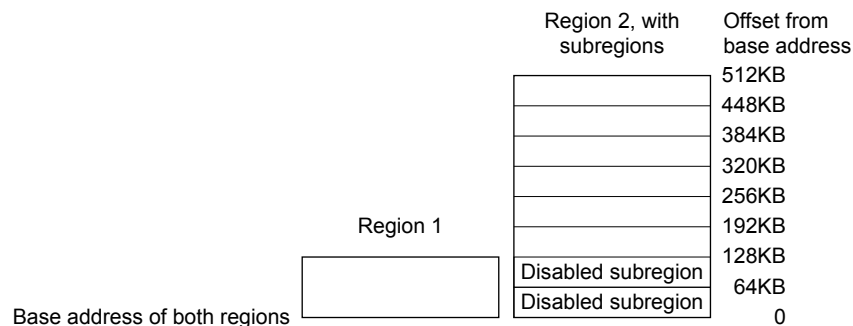 Region 2, with
subregions
Offset from
base address
512KB
448KB
384KB
320KB
256KB
192KB
Region 1
128KB
Disabled subregion
64KB
Disabled subregion
Base address of both regions
0